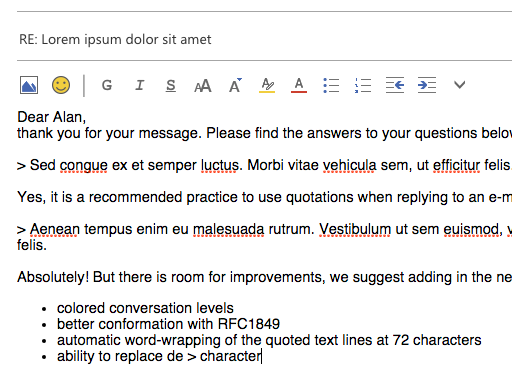 RE: Lorem ipsum dolor sit amet
G I S AA A A A
Dear Alan,
thank you for your message. Please find the answers to your questions below
> Sed congue ex et semper luctus. Morbi vitae vehicula sem, ut efficitur felis
Yes, it is a recommended practice to use quotations when replying to an e-m
> Aenean tempus enim eu malesuada rutrum. Vestibulum ut sem euismod, v
felis.
Absolutely! But there is room for improvements, we suggest adding in the ne
• colored conversation levels
• better conformation with RFC1849
• automatic word-wrapping of the quoted text lines at 72 characters
• ability to replace de > character